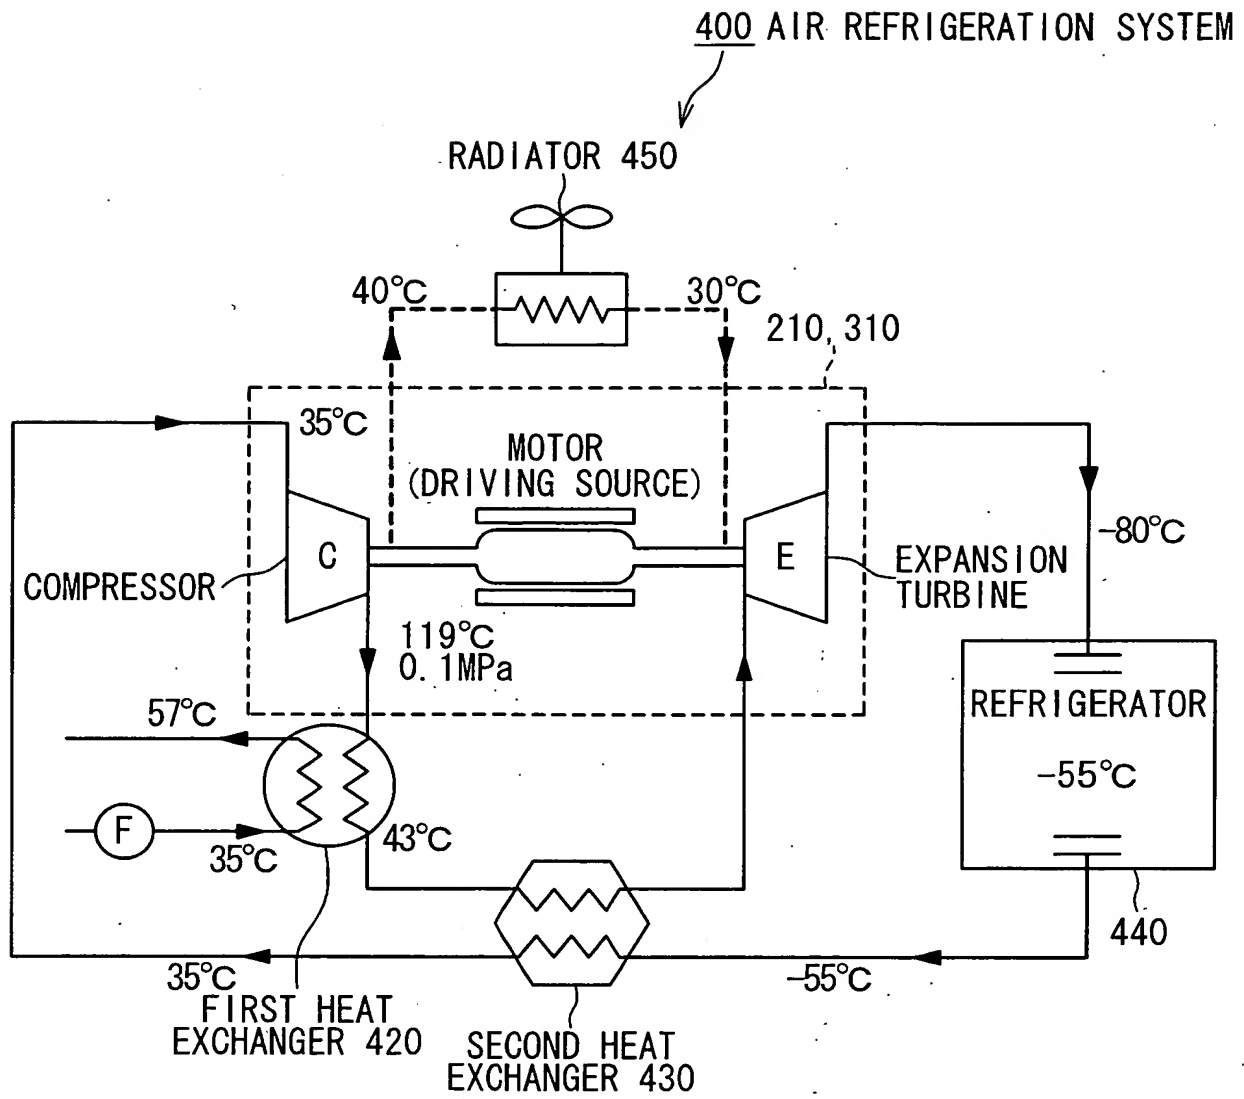 400 AIR REFRIGERATION SYSTEM
RADIATOR 450
40℃
30℃
210, 310
35℃
MOTOR
(DRIVING SOURCE)
C
E
-80℃
COMPRESSOR
EXPANSION
TURBINE
119℃
0.1MPa
57℃
REFRIGERATOR
-55℃
F
35℃
43℃
440
35℃
-55℃
FIRST HEAT
EXCHANGER 420
SECOND HEAT
EXCHANGER 430